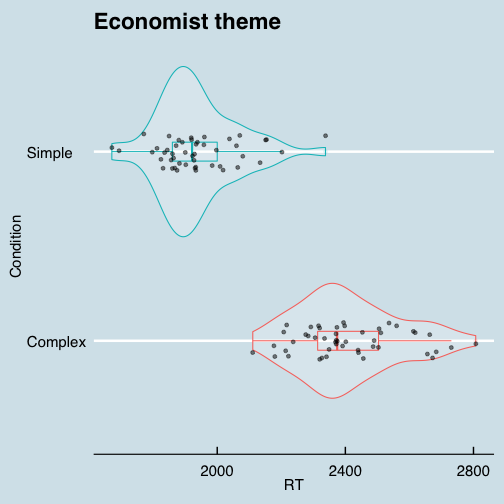 Economist theme
Simple
Condition
Complex
2000 2400 2800
RT